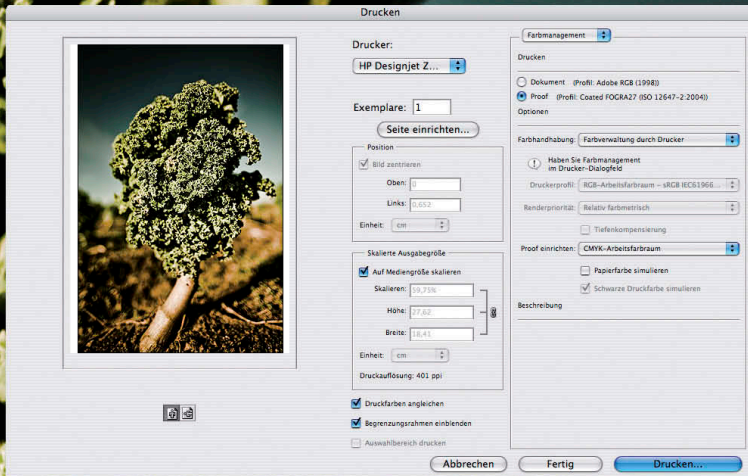 Drucken
Drucker:
HP Designjet Z...
Exemplare: 1
Seite einrichten...
Position
Bild zentrieren
Oben: 0
Links: 0,652
Einheit: cm
Skalierte Ausgabegröße
Auf Mediengröße skalieren
Skalieren: 59,75%
Höhe: 27,62
Breite: 18,41
Einheit: cm
Druckauflösung: 401 ppi
Druckfarben angleichen
Begrenzungsrahmen einblenden
Auswahlbereich drucken
Farbmanagement
Drucken
Dokument (Profil: Adobe RGB (1998))
Proof (Profil: Coated FOGRA27 (ISO 12647-2:2004))
Optionen
Farbhandhabung: Farbverwaltung durch Drucker
Haben Sie Farbmanagement
im Drucker-Dialogfeld
Druckerprofil: RGB-Arbeitsfarbraum - sRGB IEC61966...
Renderpriorität: Relativ farbmetrisch
Tiefenkompensierung
Proof einrichten: CMYK-Arbeitsfarbraum
Papierfarbe simulieren
Schwarze Druckfarbe simulieren
Beschreibung
Abbrechen
Fertig
Drucken...